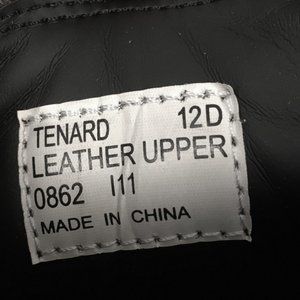 TENARD 12D
LEATHER UPPER
0862 I11
MADE IN CHINA